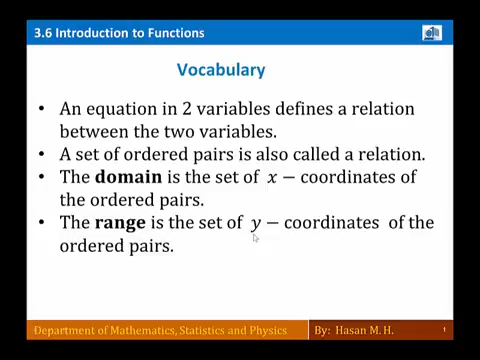 3.6 Introduction to Functions
Vocabulary
• An equation in 2 variables defines a relation
between the two variables.
• A set of ordered pairs is also called a relation.
• The domain is the set of x − coordinates of
the ordered pairs.
• The range is the set of y − coordinates of the
ordered pairs.
Department of Mathematics, Statistics and Physics By: Hasan M. H. 1